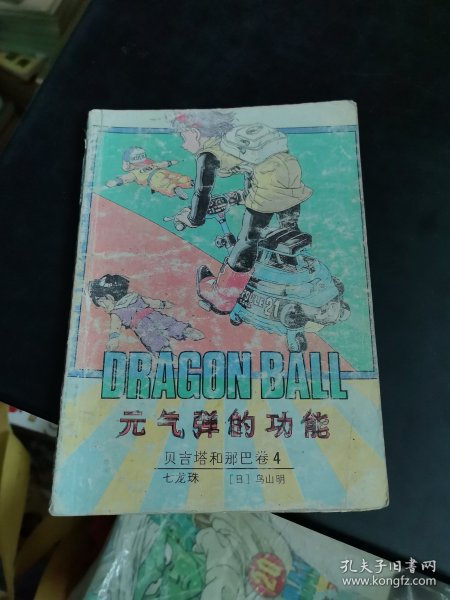 DRAGON BALL
元气弹的功能
贝吉塔和那巴卷4
七龙珠 [日]鸟山明
孔夫子旧书网
www.kongfz.com